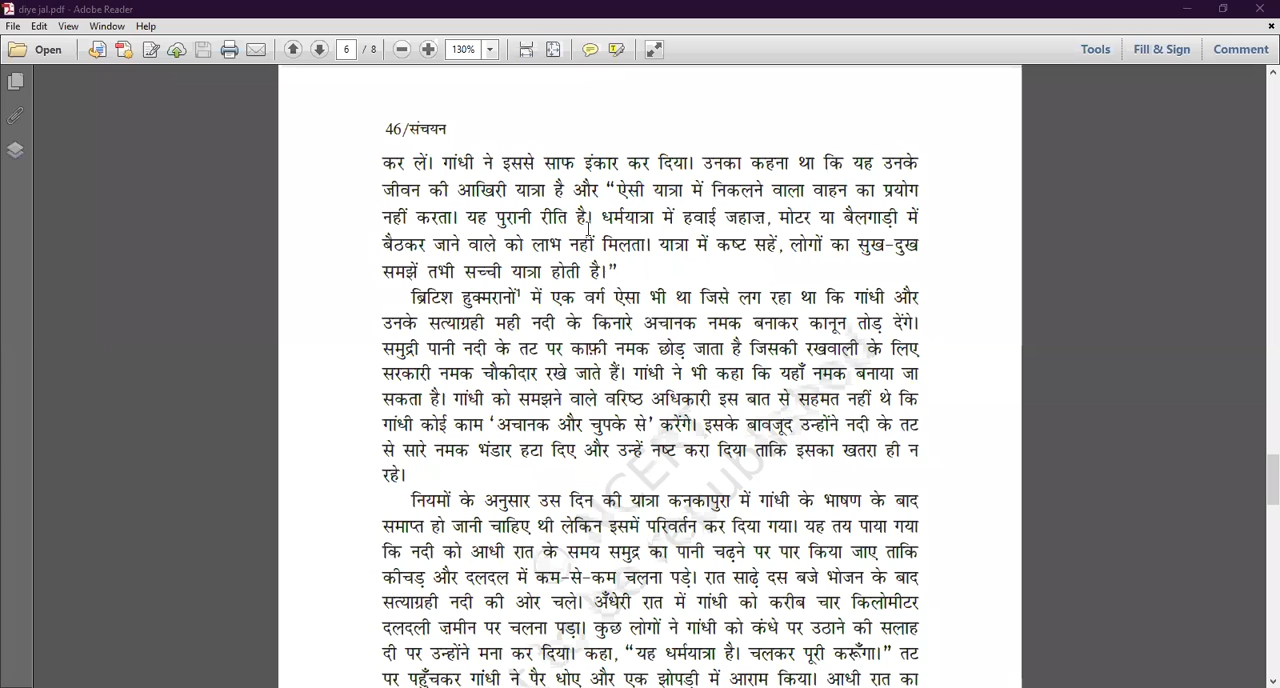 diye jal.pdf - Adobe Reader
File Edit View Window Help
Open 6 / 8 130% Tools Fill & Sign Comment
46/संचयन
कर लें। गांधी ने इससे साफ इंकार कर दिया। उनका कहना था कि यह उनके
जीवन की आखिरी यात्रा है और “ऐसी यात्रा में निकलने वाला वाहन का प्रयोग
नहीं करता। यह पुरानी रीति है। धर्मयात्रा में हवाई जहाज़, मोटर या बैलगाड़ी में
बैठकर जाने वाले को लाभ नहीं मिलता। यात्रा में कष्ट सहें, लोगों का सुख-दुख
समझें तभी सच्ची यात्रा होती है।”
ब्रिटिश हुक्मरानों¹ में एक वर्ग ऐसा भी था जिसे लग रहा था कि गांधी और
उनके सत्याग्रही मही नदी के किनारे अचानक नमक बनाकर कानून तोड़ देंगे।
समुद्री पानी नदी के तट पर काफ़ी नमक छोड़ जाता है जिसकी रखवाली के लिए
सरकारी नमक चौकीदार रखे जाते हैं। गांधी ने भी कहा कि यहाँ नमक बनाया जा
सकता है। गांधी को समझने वाले वरिष्ठ अधिकारी इस बात से सहमत नहीं थे कि
गांधी कोई काम ‘अचानक और चुपके से’ करेंगे। इसके बावजूद उन्होंने नदी के तट
से सारे नमक भंडार हटा दिए और उन्हें नष्ट करा दिया ताकि इसका खतरा ही न
रहे।
नियमों के अनुसार उस दिन की यात्रा कनकापुरा में गांधी के भाषण के बाद
समाप्त हो जानी चाहिए थी लेकिन इसमें परिवर्तन कर दिया गया। यह तय पाया गया
कि नदी को आधी रात के समय समुद्र का पानी चढ़ने पर पार किया जाए ताकि
कीचड़ और दलदल में कम-से-कम चलना पड़े। रात साढ़े दस बजे भोजन के बाद
सत्याग्रही नदी की ओर चले। अँधेरी रात में गांधी को करीब चार किलोमीटर
दलदली ज़मीन पर चलना पड़ा। कुछ लोगों ने गांधी को कंधे पर उठाने की सलाह
दी पर उन्होंने मना कर दिया। कहा, “यह धर्मयात्रा है। चलकर पूरी करूँगा।” तट
पर पहुँचकर गांधी ने पैर धोए और एक झोपड़ी में आराम किया। आधी रात का
© NCERT
be republished